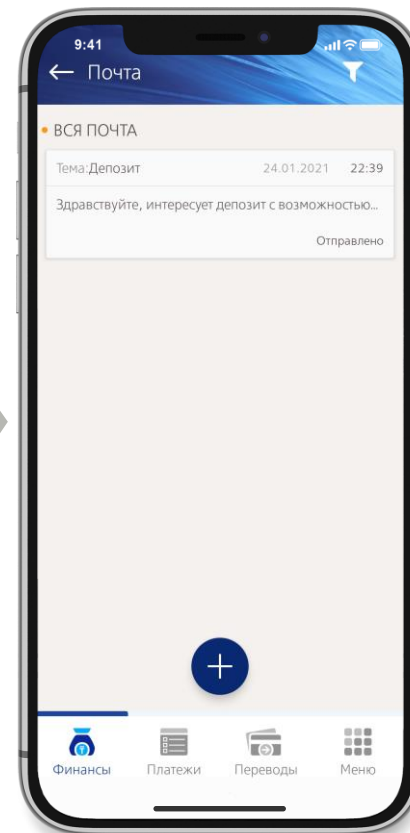 9:41
Почта
ВСЯ ПОЧТА
Тема:Депозит 24.01.2021 22:39
Здравствуйте, интересует депозит с возможностью...
Отправлено
Финансы Платежи Переводы Меню